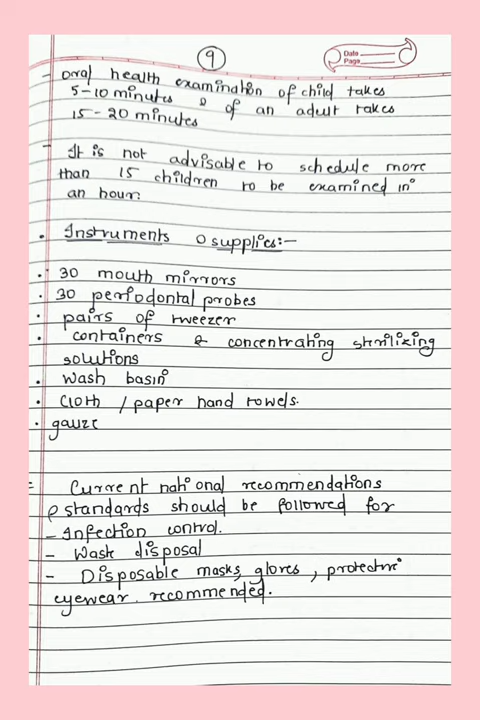 9
Date
Page
- Oral health examination of child takes
5-10 minutes & of an adult takes
15-20 minutes
- It is not advisable to schedule more
than 15 children to be examined in
an hour.
• Instruments & supplies:-
• 30 mouth mirrors
• 30 periodontal probes
• pairs of tweezer
• containers & concentrating strilizing
solutions
• Wash basin
• Cloth / paper hand towels.
• gauze
= Current national recommendations
& standards should be followed for
- Infection control.
- Wask disposal
- Disposable masks, gloves, protective
eyewear recommended.